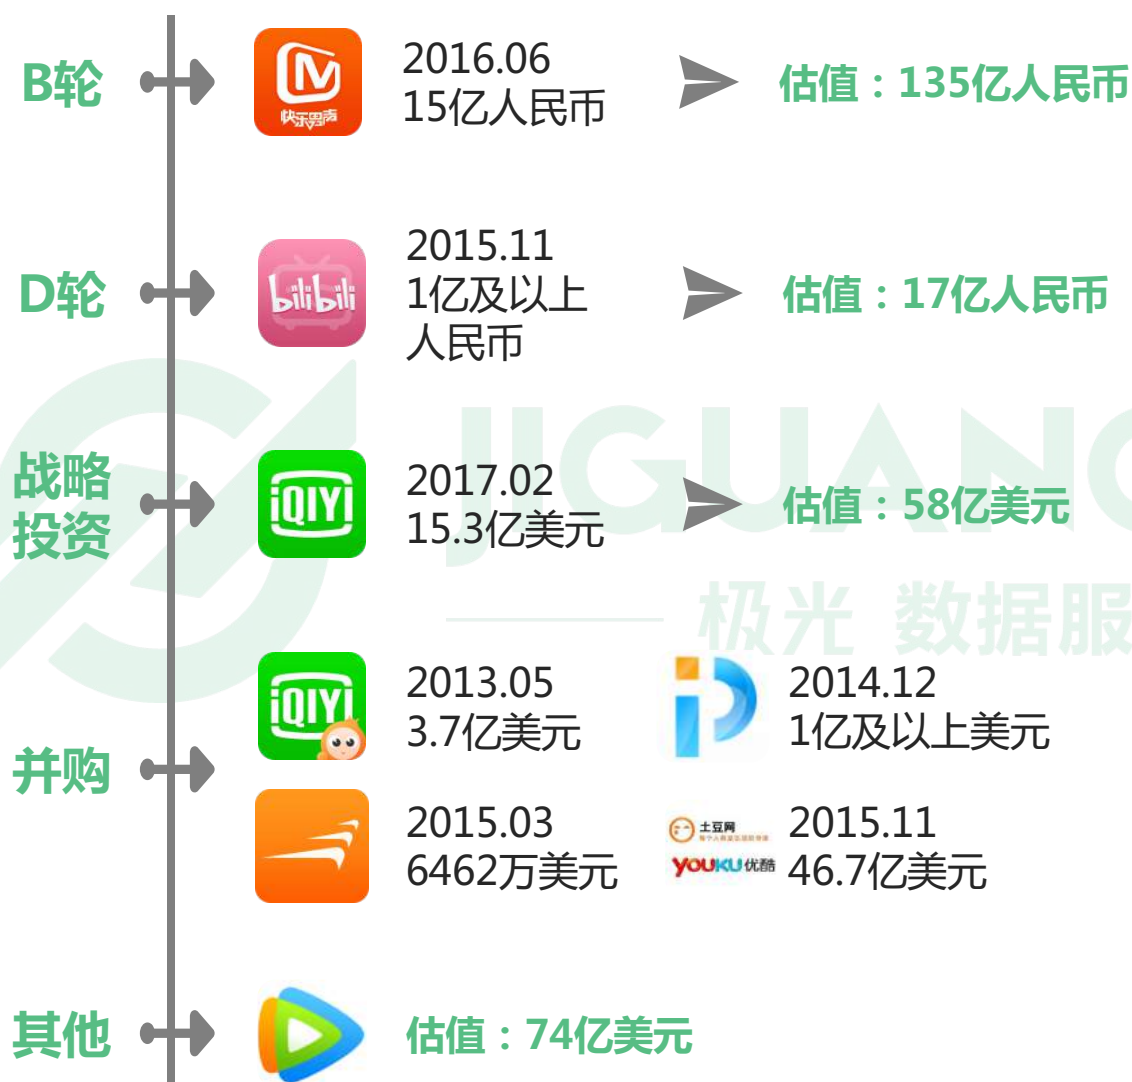 B轮
快乐男声
2016.06
15亿人民币
估值：135亿人民币
D轮
bilibili
2015.11
1亿及以上
人民币
估值：17亿人民币
JIGUANG
战略
投资
iQIYI
2017.02
15.3亿美元
估值：58亿美元
极光 数据服
并购
iQIYI
2013.05
3.7亿美元
2014.12
1亿及以上美元
2015.03
6462万美元
土豆网
YOUKU优酷
2015.11
46.7亿美元
其他
估值：74亿美元